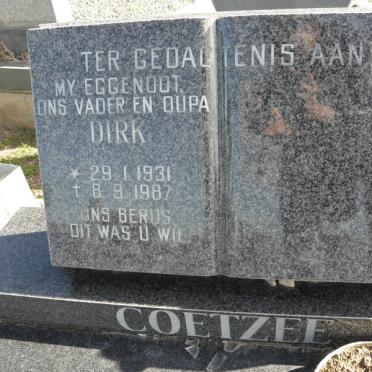 TER GEDAGTENIS AAN
MY EGGENOOT,
ONS VADER EN OUPA
DIRK
* 29.1.1931
† 8.9.1987
ONS BERUS
DIT WAS U WIL
COETZEE